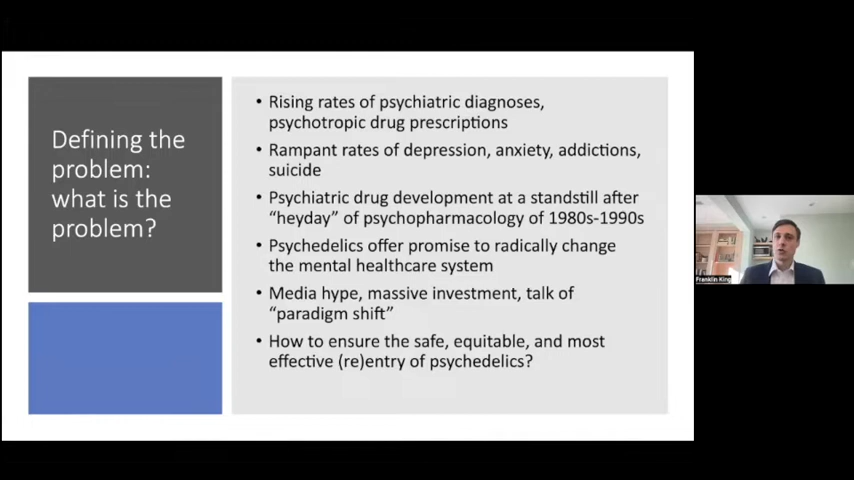 Defining the
problem:
what is the
problem?
• Rising rates of psychiatric diagnoses,
psychotropic drug prescriptions
• Rampant rates of depression, anxiety, addictions,
suicide
• Psychiatric drug development at a standstill after
“heyday” of psychopharmacology of 1980s-1990s
• Psychedelics offer promise to radically change
the mental healthcare system
• Media hype, massive investment, talk of
“paradigm shift”
• How to ensure the safe, equitable, and most
effective (re)entry of psychedelics?
Franklin King